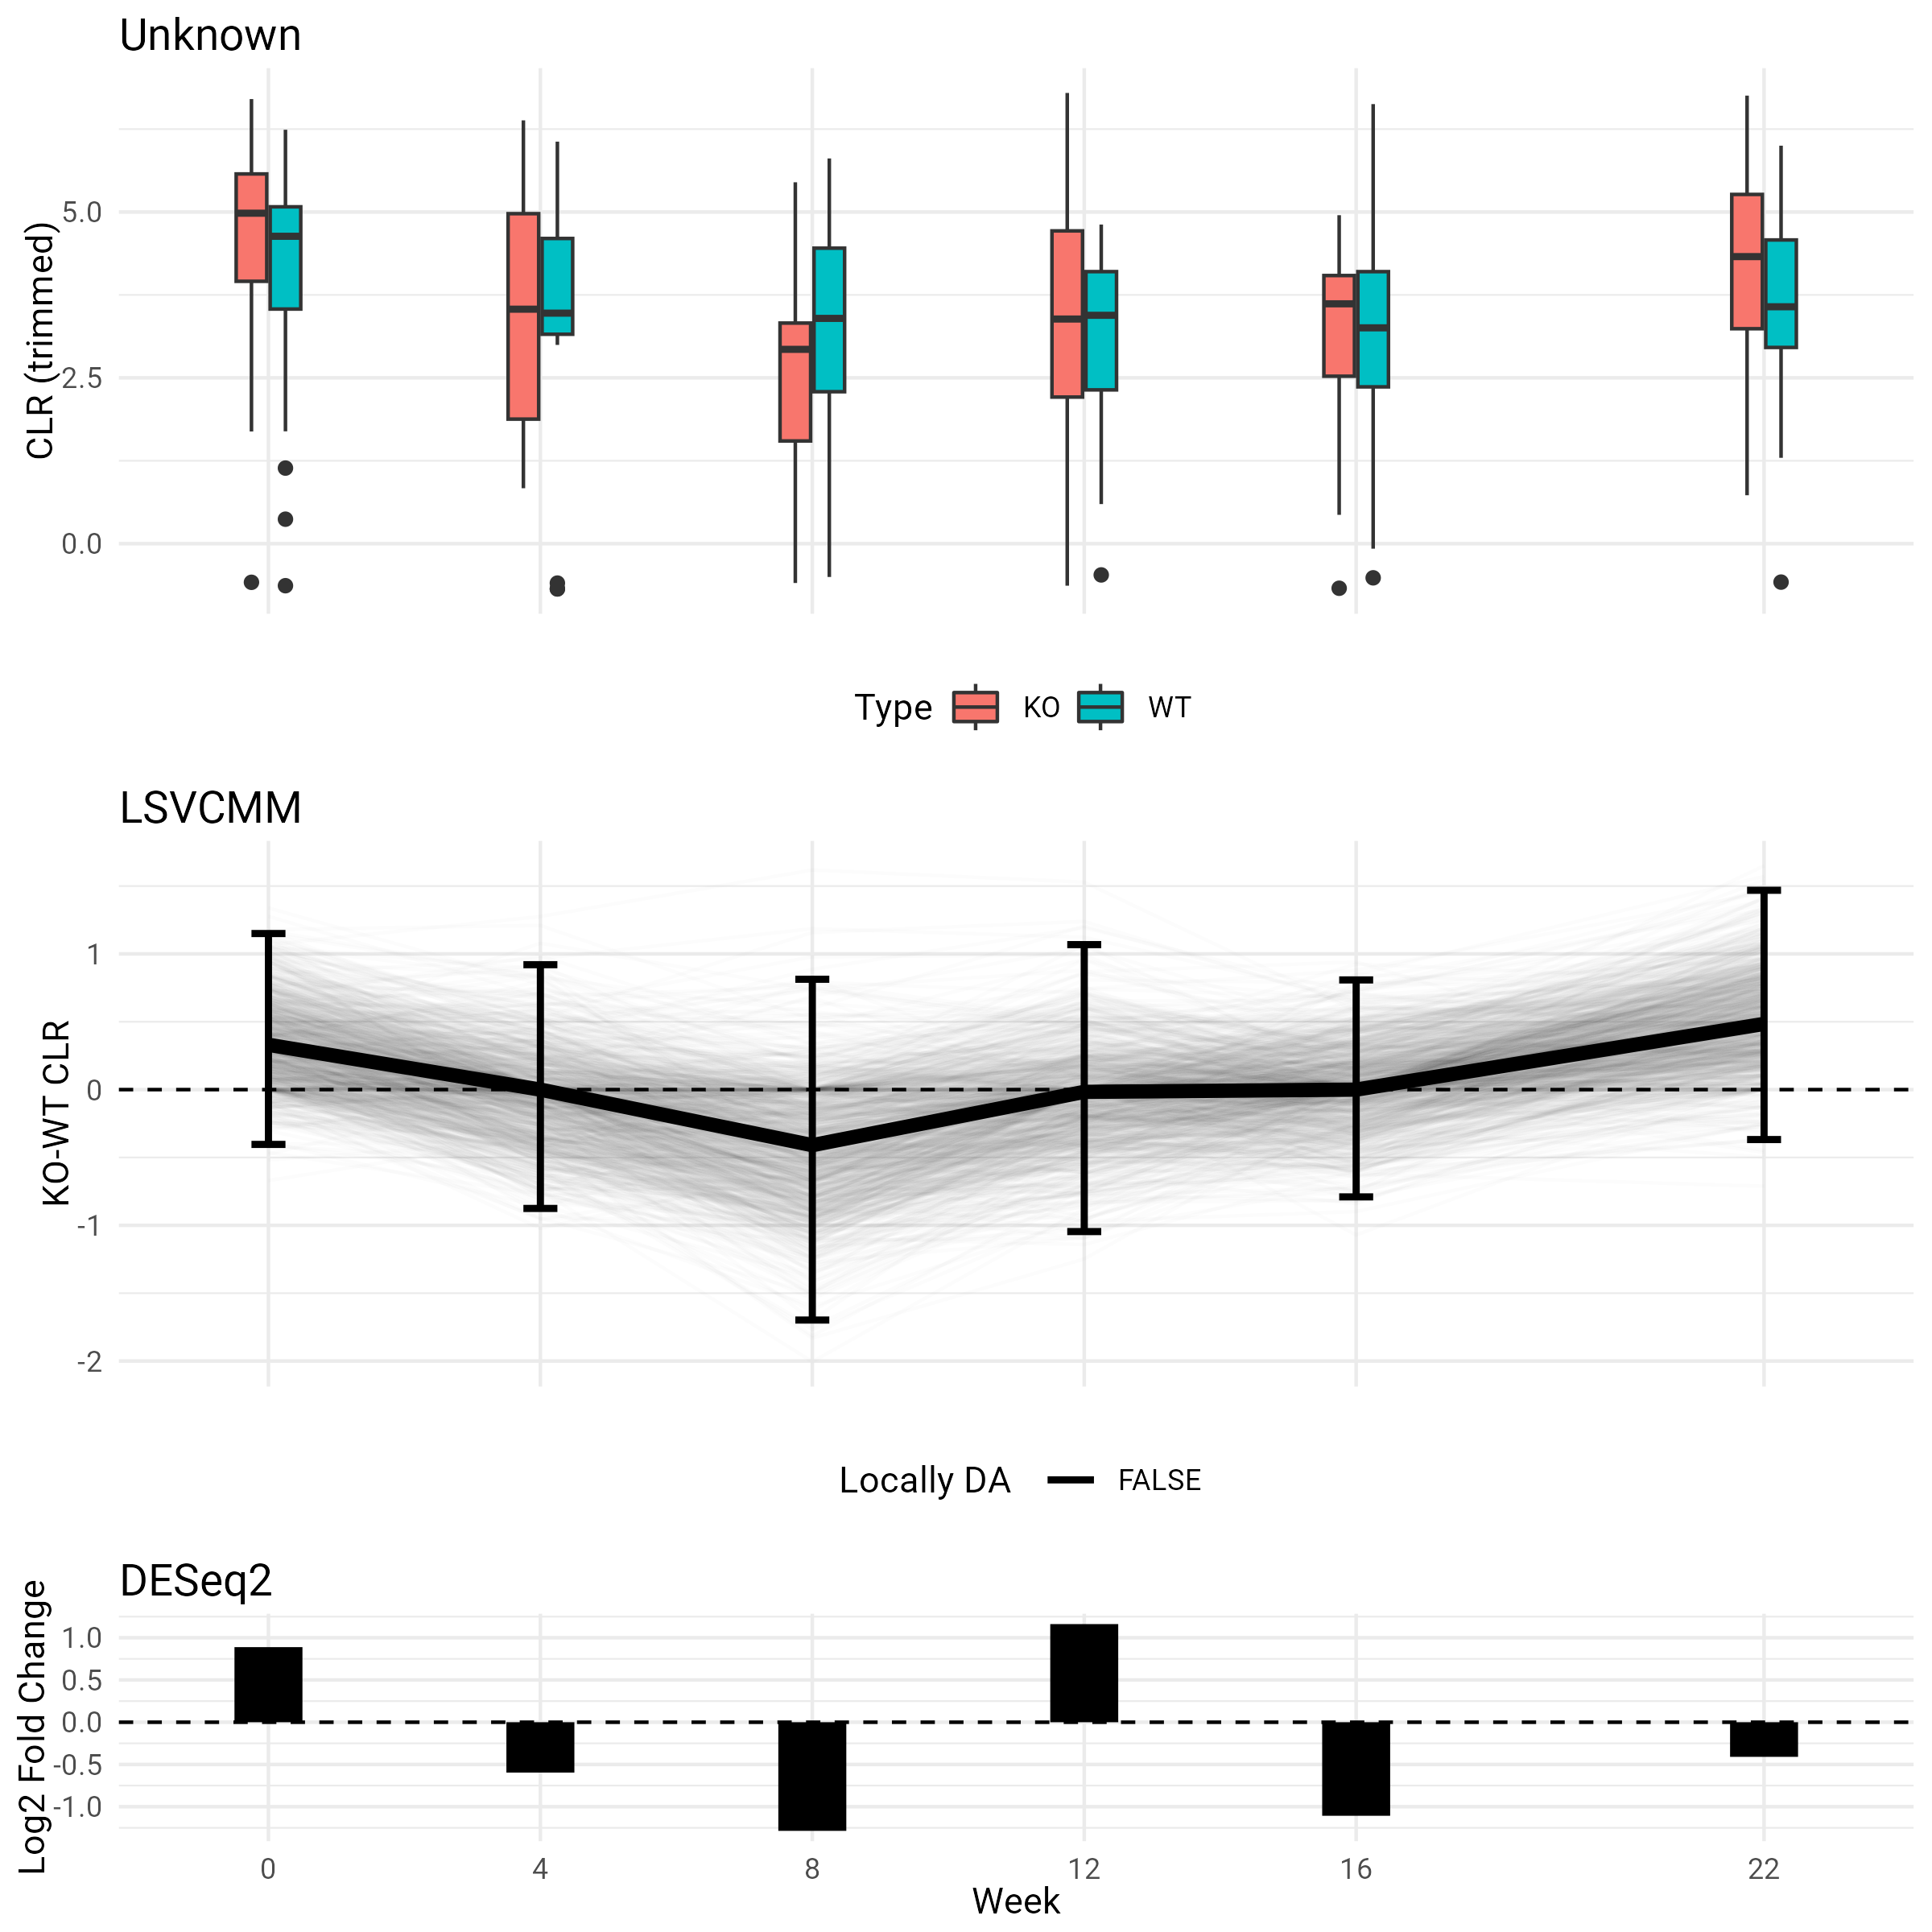 Unknown
CLR (trimmed)
5.0
2.5
0.0
Type KO WT
LSVCMM
KO-WT CLR
1
0
-1
-2
Locally DA FALSE
DESeq2
Log2 Fold Change
1.0
0.5
0.0
-0.5
-1.0
0 4 8 12 16 22
Week